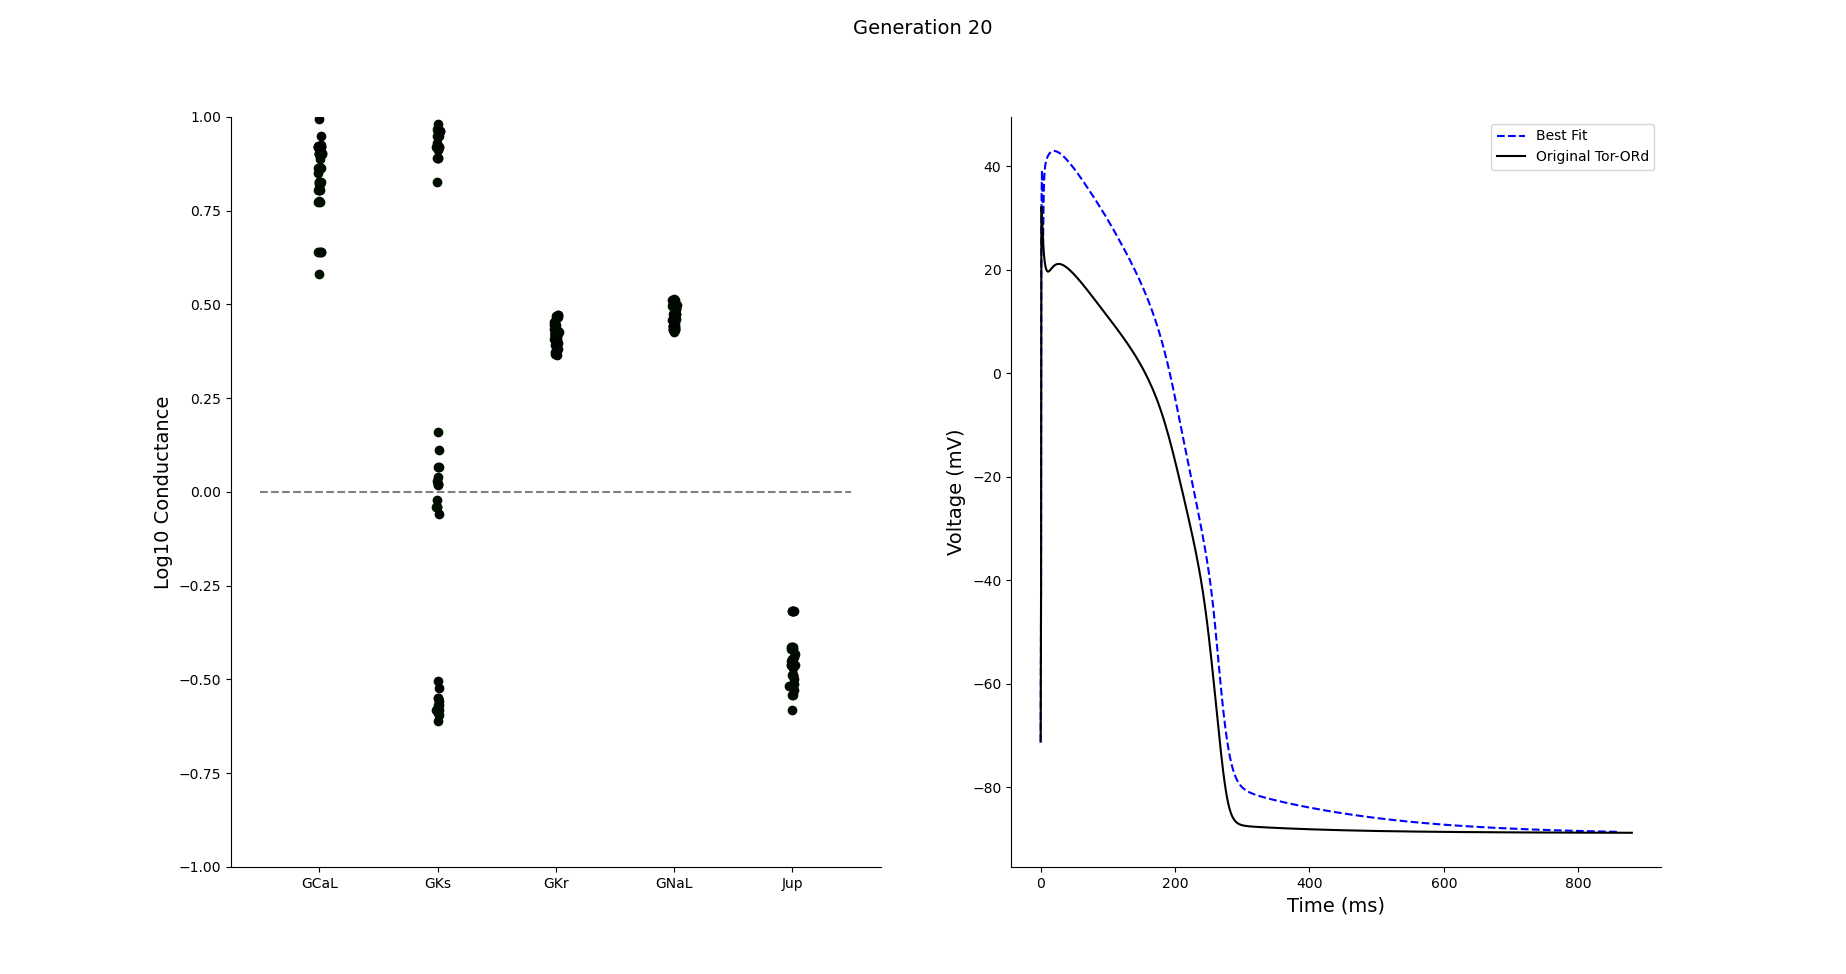 Generation 20
1.00
0.75
0.50
0.25
0.00
−0.25
−0.50
−0.75
−1.00
Log10 Conductance
GCaL GKs GKr GNaL Jup
Best Fit
Original Tor-ORd
40
20
0
−20
−40
−60
−80
Voltage (mV)
0 200 400 600 800
Time (ms)